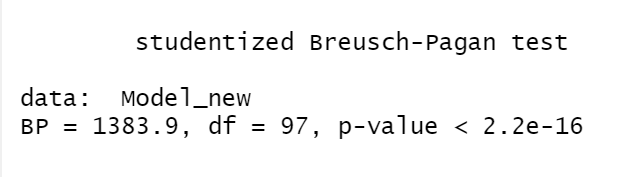 studentized Breusch-Pagan test
data: Model_new
BP = 1383.9, df = 97, p-value < 2.2e-16